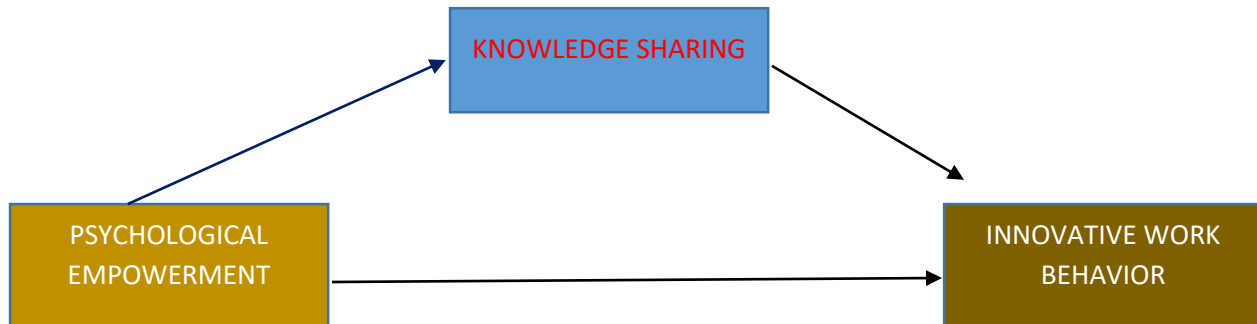 KNOWLEDGE SHARING
PSYCHOLOGICAL
EMPOWERMENT
INNOVATIVE WORK
BEHAVIOR